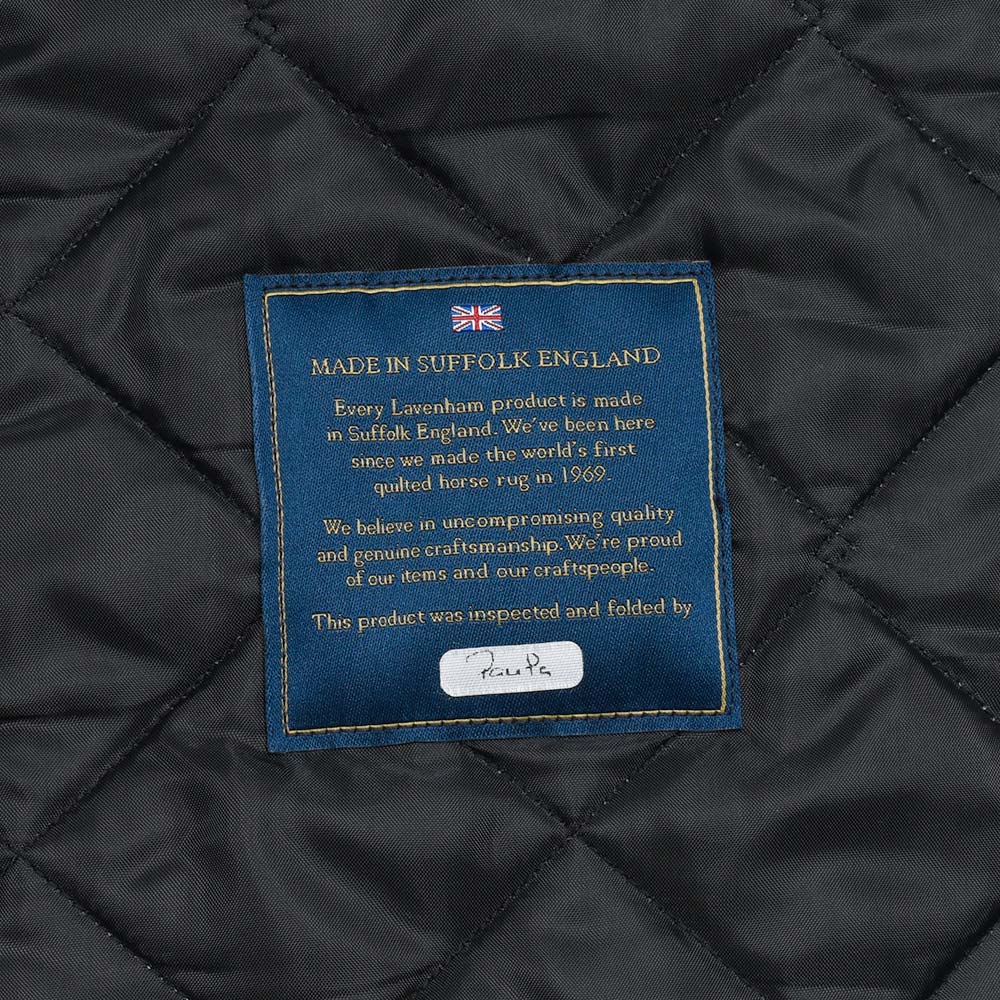 MADE IN SUFFOLK ENGLAND
Every Lavenham product is made
in Suffolk England. We've been here
since we made the world's first
quilted horse rug in 1969.
We believe in uncompromising quality
and genuine craftsmanship. We're proud
of our items and our craftspeople.
This product was inspected and folded by